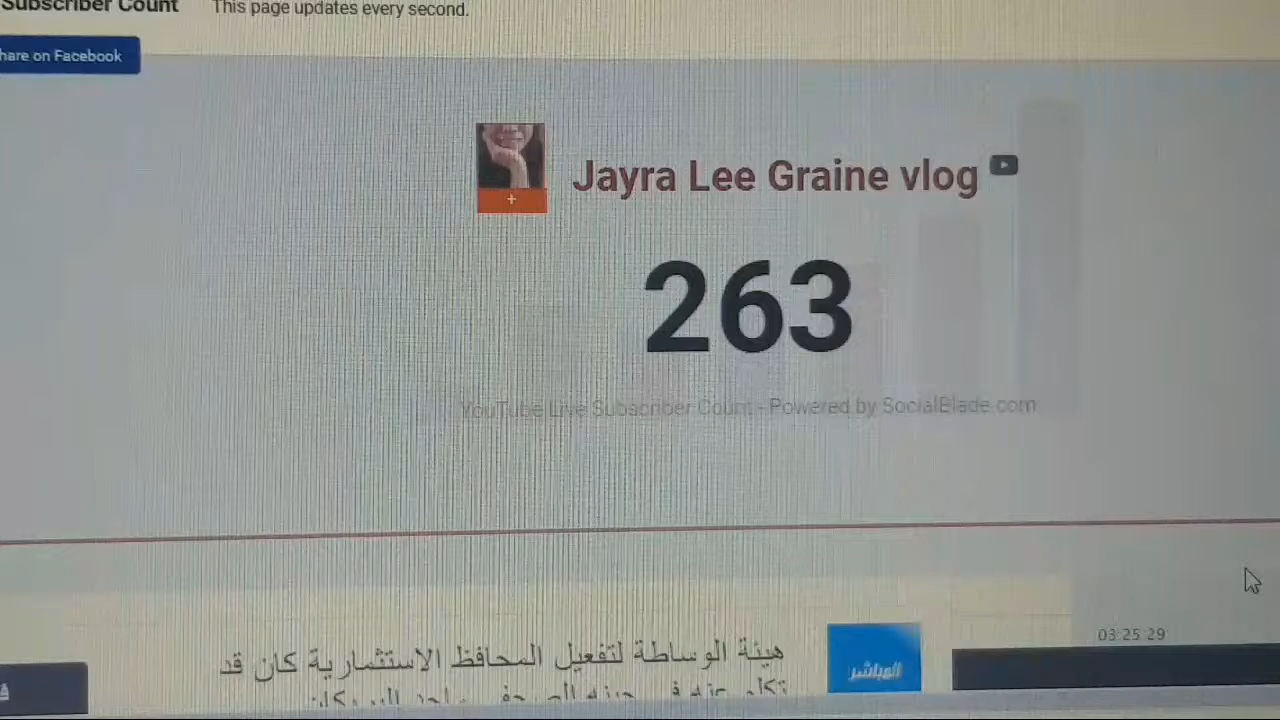 Subscriber Count This page updates every second.
hare on Facebook
Jayra Lee Graine vlog
+
263
YouTube Live Subscriber Count - Powered by SocialBlade.com
03 25 29
هيئة الوساطة لتفعيل المحافظ الاستثمارية كان قد
المباشر